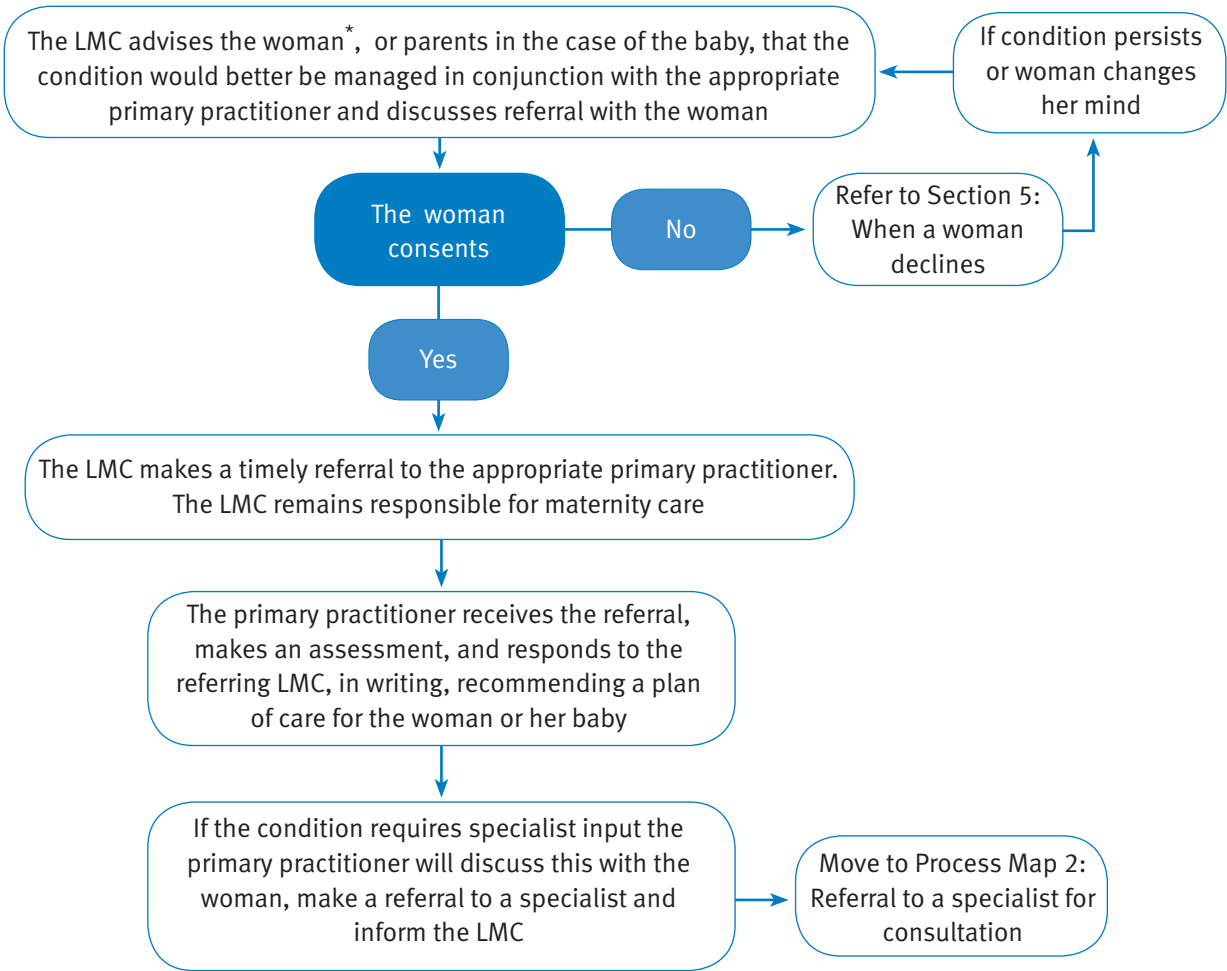 The LMC advises the woman*, or parents in the case of the baby, that the
condition would better be managed in conjunction with the appropriate
primary practitioner and discusses referral with the woman
If condition persists
or woman changes
her mind
The woman
consents
No
Refer to Section 5:
When a woman
declines
Yes
The LMC makes a timely referral to the appropriate primary practitioner.
The LMC remains responsible for maternity care
The primary practitioner receives the referral,
makes an assessment, and responds to the
referring LMC, in writing, recommending a plan
of care for the woman or her baby
If the condition requires specialist input the
primary practitioner will discuss this with the
woman, make a referral to a specialist and
inform the LMC
Move to Process Map 2:
Referral to a specialist for
consultation